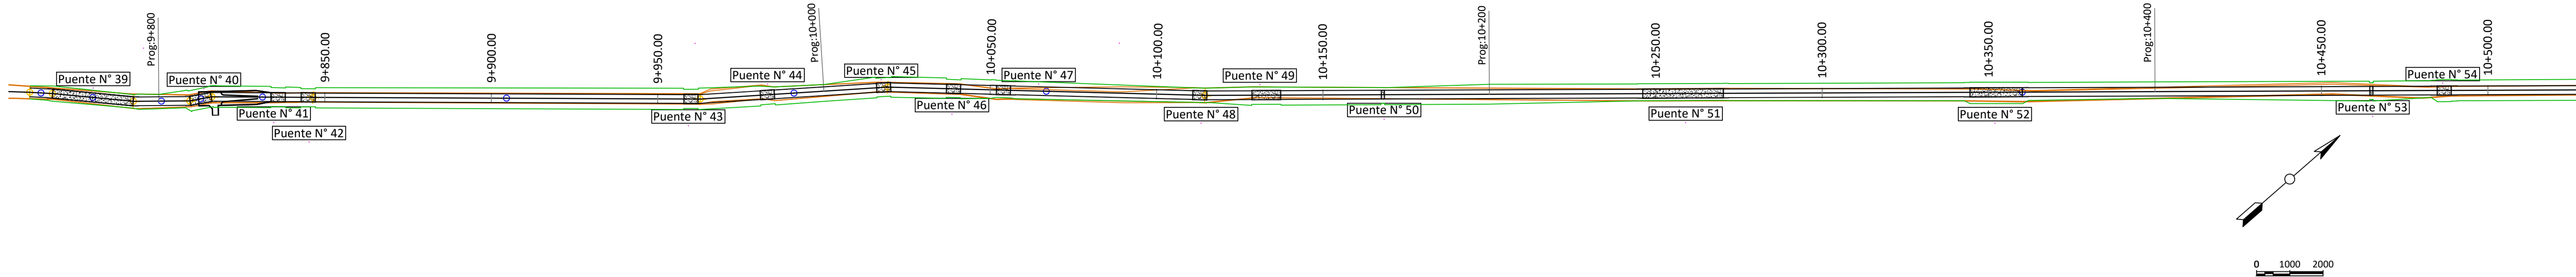 Prog:9+800
9+850.00
9+900.00
9+950.00
Prog:10+000
10+050.00
10+100.00
10+150.00
Prog:10+200
10+250.00
10+300.00
10+350.00
Prog:10+400
10+450.00
10+500.00
Puente N° 39
Puente N° 40
Puente N° 41
Puente N° 42
Puente N° 43
Puente N° 44
Puente N° 45
Puente N° 46
Puente N° 47
Puente N° 48
Puente N° 49
Puente N° 50
Puente N° 51
Puente N° 52
Puente N° 53
Puente N° 54
0 1000 2000